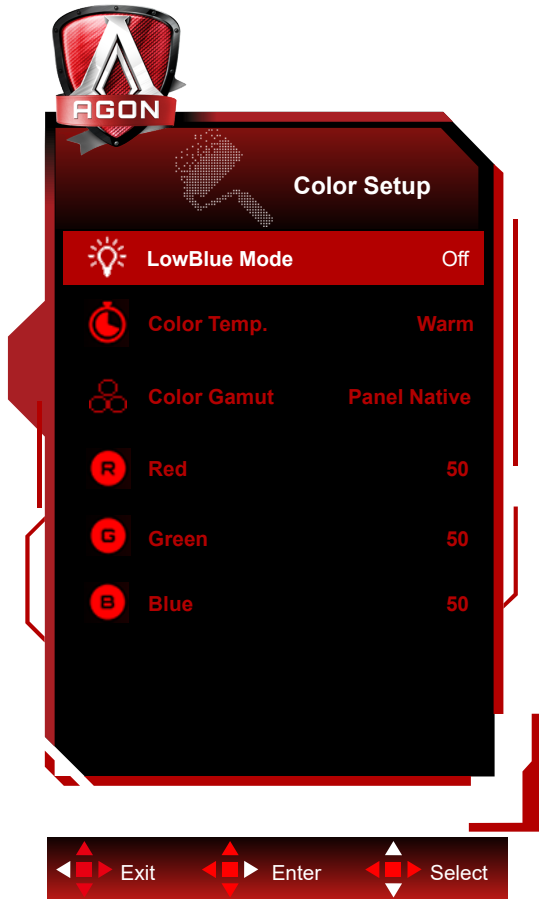 AGON
Color Setup
LowBlue Mode Off
Color Temp. Warm
Color Gamut Panel Native
R Red 50
G Green 50
B Blue 50
Exit Enter Select